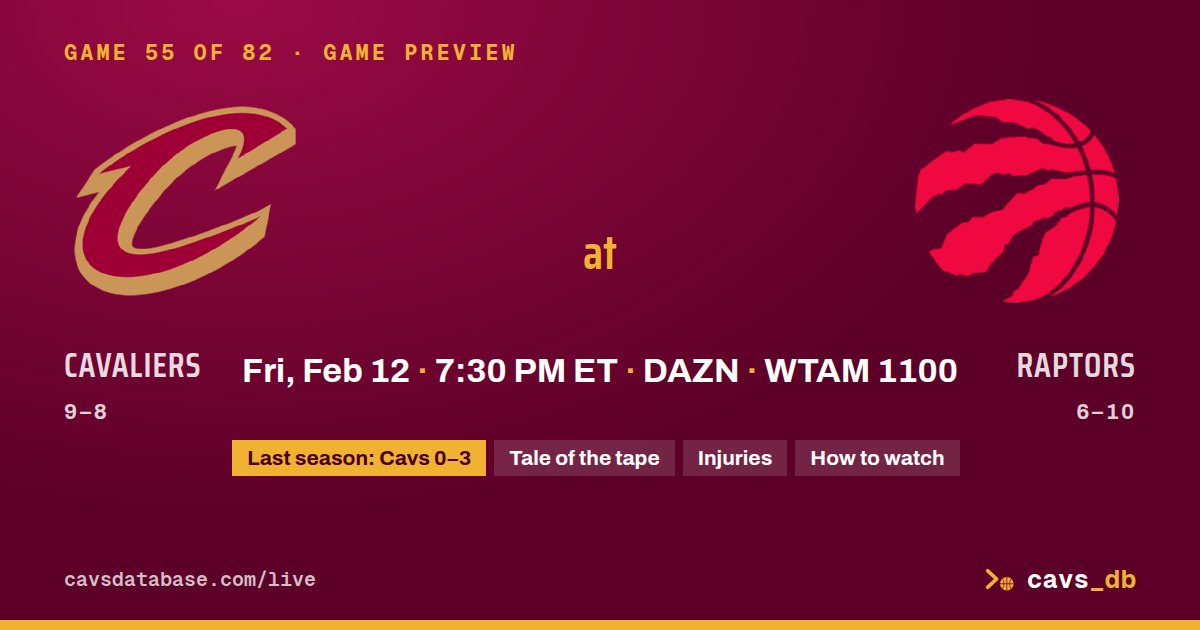 GAME 55 OF 82 · GAME PREVIEW
C
at
CAVALIERS
Fri, Feb 12 · 7:30 PM ET · DAZN · WTAM 1100
RAPTORS
9–8
6–10
Last season: Cavs 0–3
Tale of the tape
Injuries
How to watch
cavsdatabase.com/live
cavs_db